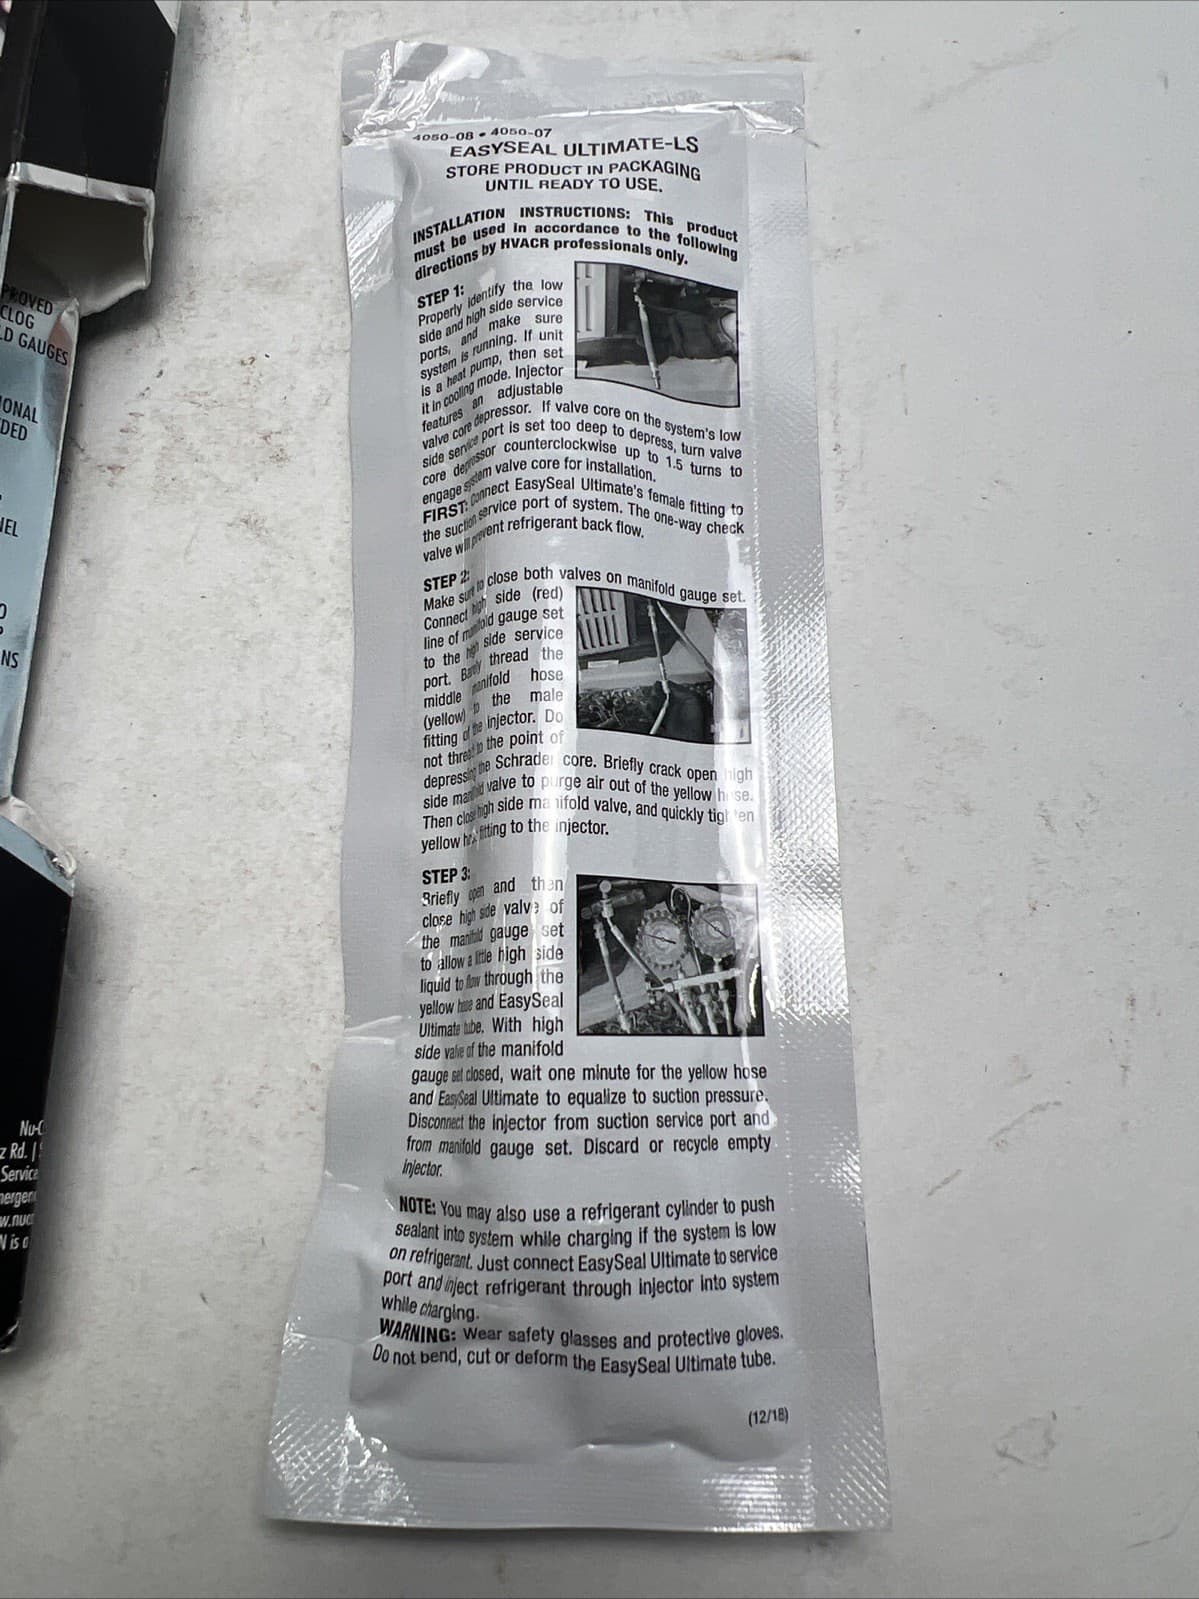 4050-08 • 4050-07
EASYSEAL ULTIMATE-LS
STORE PRODUCT IN PACKAGING
UNTIL READY TO USE.
INSTALLATION INSTRUCTIONS: This product
must be used in accordance to the following
directions by HVACR professionals only.
STEP 1:
Properly identify the low
side and high side service
ports, and make sure
system is running. If unit
is a heat pump, then set
it in cooling mode. Injector
features an adjustable
valve core depressor. If valve core on the system's low
side service port is set too deep to depress, turn valve
core depressor counterclockwise up to 1.5 turns to
engage system valve core for installation.
FIRST: Connect EasySeal Ultimate's female fitting to
the suction service port of system. The one-way check
valve will prevent refrigerant back flow.
STEP 2:
Make sure to close both valves on manifold gauge set.
Connect high side (red)
line of manifold gauge set
to the high side service
port. Barely thread the
middle manifold hose
(yellow) to the male
fitting of the injector. Do
not thread to the point of
depressing the Schrader core. Briefly crack open high
side manifold valve to purge air out of the yellow hose.
Then close high side manifold valve, and quickly tighten
yellow hose fitting to the injector.
STEP 3:
Briefly open and then
close high side valve of
the manifold gauge set
to allow a little high side
liquid to flow through the
yellow hose and EasySeal
Ultimate tube. With high
side valve of the manifold
gauge set closed, wait one minute for the yellow hose
and EasySeal Ultimate to equalize to suction pressure.
Disconnect the injector from suction service port and
from manifold gauge set. Discard or recycle empty
injector.
NOTE: You may also use a refrigerant cylinder to push
sealant into system while charging if the system is low
on refrigerant. Just connect EasySeal Ultimate to service
port and inject refrigerant through injector into system
while charging.
WARNING: Wear safety glasses and protective gloves.
Do not bend, cut or deform the EasySeal Ultimate tube.
(12/18)
PROVED
CLOG
LD GAUGES
IONAL
DED
NEL
NS
Nu-C
z Rd. |
Service
mergen
w.nuc
N is a